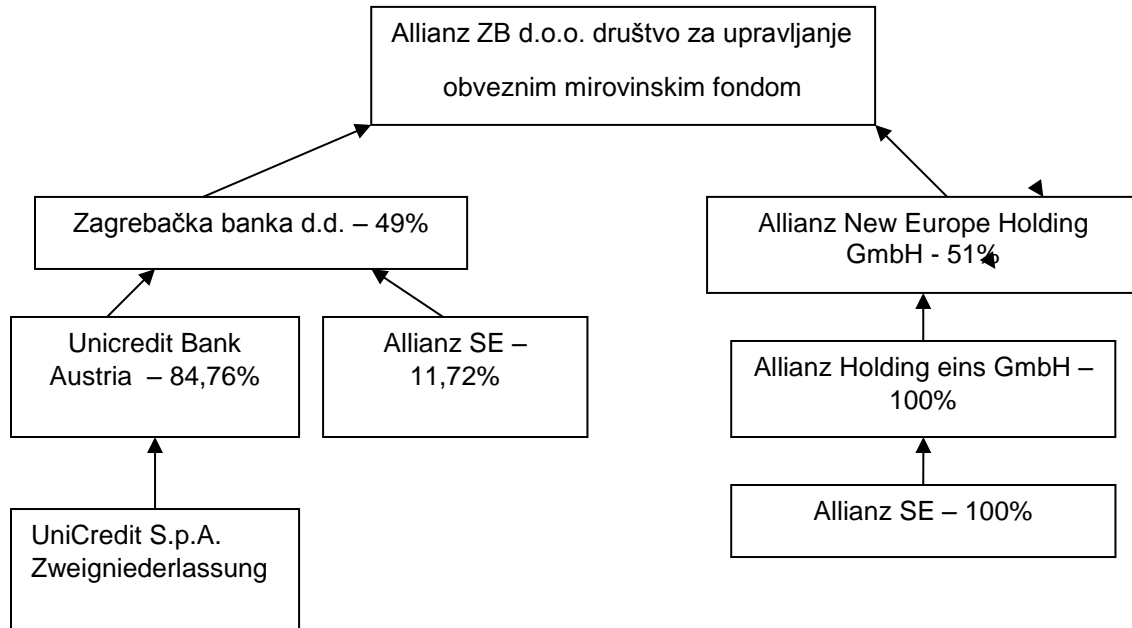 Allianz ZB d.o.o. društvo za upravljanje
obveznim mirovinskim fondom
Zagrebačka banka d.d. – 49%
Allianz New Europe Holding
GmbH - 51%
Unicredit Bank
Austria – 84,76%
Allianz SE –
11,72%
Allianz Holding eins GmbH –
100%
UniCredit S.p.A.
Zweigniederlassung
Allianz SE – 100%